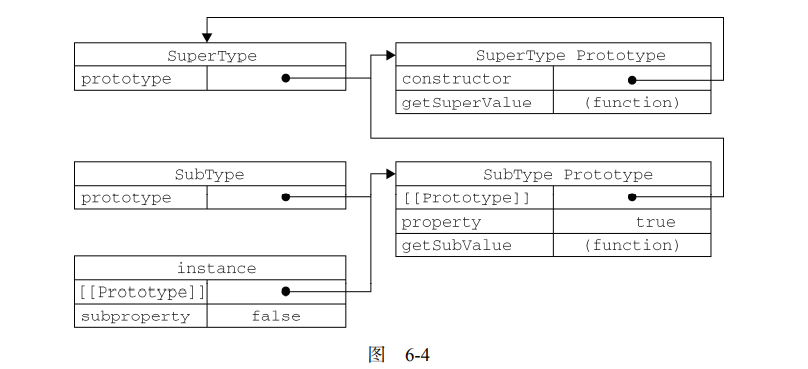 SuperType
prototype
SuperType Prototype
constructor
getSuperValue (function)
SubType
prototype
SubType Prototype
[[Prototype]]
property true
getSubValue (function)
instance
[[Prototype]]
subproperty false
图 6-4